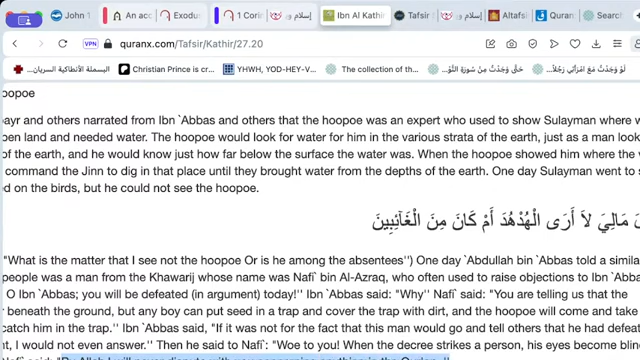 John 1
An acc
Exodus
1 Corin
إسلام و
Ibn Al Kathir
Tafsir
إسلام و
Altafsi
Quran
Search
VPN quranx.com/Tafsir/Kathir/27.20
البسملة الأنطاكية السريان...
Christian Prince is cr...
YHWH, YOD-HEY-V...
The collection of th...
حَتَّى وَجَدْتُ مِنْ سُورَةِ التَّوْ...
لَوْ وَجَدْتُ مَعَ امْرَأَتِي رَجُلاً...
oopoe
ayr and others narrated from Ibn `Abbas and others that the hoopoe was an expert who used to show Sulayman where w
pen land and needed water. The hoopoe would look for water for him in the various strata of the earth, just as a man look
of the earth, and he would know just how far below the surface the water was. When the hoopoe showed him where the w
command the Jinn to dig in that place until they brought water from the depths of the earth. One day Sulayman went to s
d on the birds, but he could not see the hoopoe.
مَالِيَ لاَ أَرَى الْهُدْهُدَ أَمْ كَانَ مِنَ الْغَآئِبِينَ
"What is the matter that I see not the hoopoe Or is he among the absentees'') One day `Abdullah bin `Abbas told a simila
people was a man from the Khawarij whose name was Nafi` bin Al-Azraq, who often used to raise objections to Ibn `Abb
O Ibn `Abbas; you will be defeated (in argument) today!'' Ibn `Abbas said: "Why'' Nafi` said: "You are telling us that the
beneath the ground, but any boy can put seed in a trap and cover the trap with dirt, and the hoopoe will come and take
catch him in the trap.'' Ibn `Abbas said, "If it was not for the fact that this man would go and tell others that he had defeat
t, I would not even answer.'' Then he said to Nafi`: "Woe to you! When the decree strikes a person, his eyes become blin